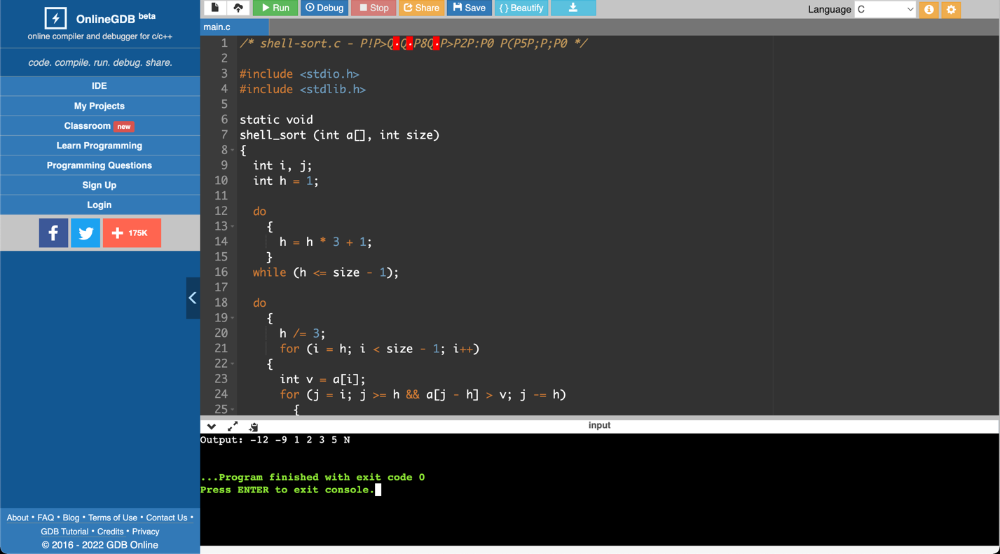 OnlineGDB beta
online compiler and debugger for c/c++
code. compile. run. debug. share.
IDE
My Projects
Classroom new
Learn Programming
Programming Questions
Sign Up
Login
175K
About • FAQ • Blog • Terms of Use • Contact Us •
GDB Tutorial • Credits • Privacy
© 2016 - 2022 GDB Online
Run Debug Stop Share Save {} Beautify
Language C
main.c
1 /* shell-sort.c - P!P>Q·Q·P8Q·P>P2P:P0 P(P5P;P;P0 */
2
3 #include <stdio.h>
4 #include <stdlib.h>
5
6 static void
7 shell_sort (int a[], int size)
8 {
9 int i, j;
10 int h = 1;
11
12 do
13 {
14 h = h * 3 + 1;
15 }
16 while (h <= size - 1);
17
18 do
19 {
20 h /= 3;
21 for (i = h; i < size - 1; i++)
22 {
23 int v = a[i];
24 for (j = i; j >= h && a[j - h] > v; j -= h)
25 {
input
Output: -12 -9 1 2 3 5 N
...Program finished with exit code 0
Press ENTER to exit console.